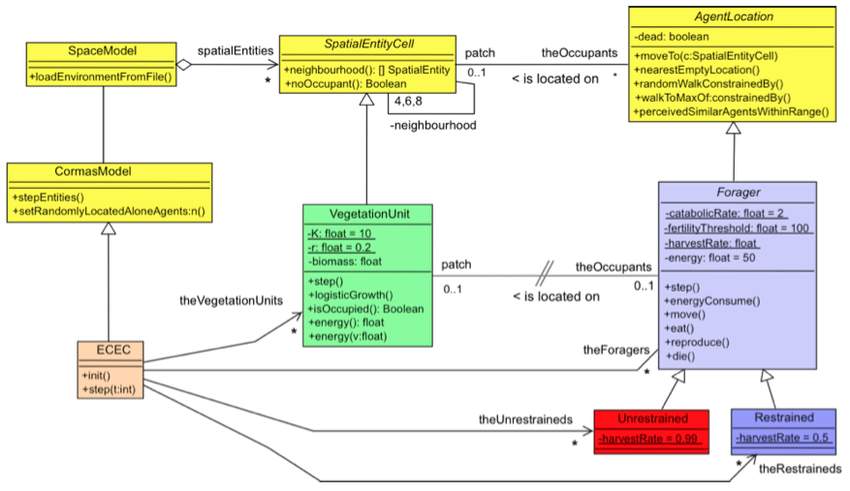 SpaceModel
+loadEnvironmentFromFile()
spatialEntities
*
SpatialEntityCell
+neighbourhood(): [] SpatialEntity
+noOccupant(): Boolean
4,6,8
-neighbourhood
patch
0..1
theOccupants
< is located on
*
AgentLocation
-dead: boolean
+moveTo(c:SpatialEntityCell)
+nearestEmptyLocation()
+randomWalkConstrainedBy()
+walkToMaxOf:constrainedBy()
+perceivedSimilarAgentsWithinRange()
CormasModel
+stepEntities()
+setRandomlyLocatedAloneAgents:n()
VegetationUnit
-K: float = 10
-r: float = 0.2
-biomass: float
+step()
+logisticGrowth()
+isOccupied(): Boolean
+energy(): float
+energy(v:float)
patch
0..1
theOccupants
0..1
< is located on
Forager
-catabolicRate: float = 2
-fertilityThreshold: float = 100
-harvestRate: float
-energy: float = 50
+step()
+energyConsume()
+move()
+eat()
+reproduce()
+die()
theVegetationUnits
*
ECEC
+init()
+step(t:int)
theForagers
*
theUnrestraineds
*
Unrestrained
-harvestRate = 0.99
Restrained
-harvestRate = 0.5
*
theRestraineds